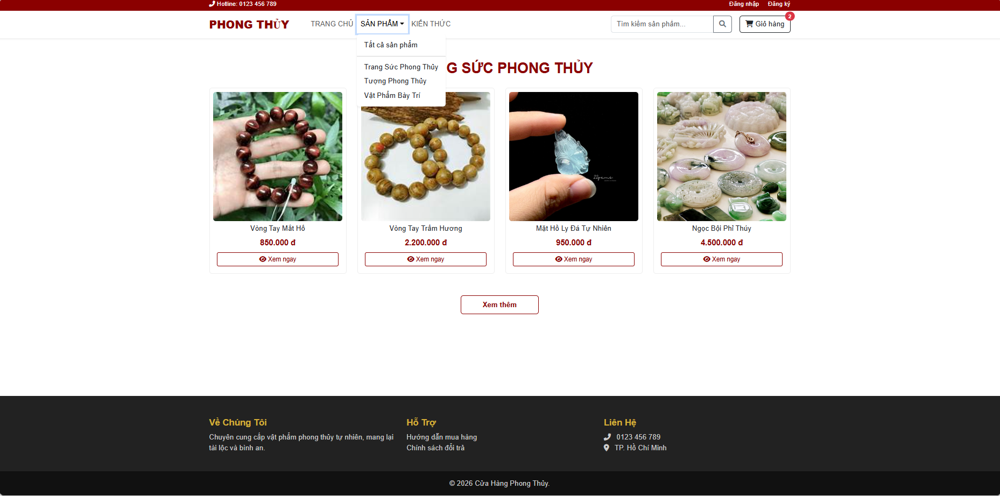 Hotline: 0123 456 789
Đăng nhập
Đăng ký
PHONG THỦY
TRANG CHỦ
SẢN PHẨM
KIẾN THỨC
Tìm kiếm sản phẩm...
Giỏ hàng
2
Tất cả sản phẩm
Trang Sức Phong Thủy
Tượng Phong Thủy
Vật Phẩm Bày Trí
G SỨC PHONG THỦY
22gems
Vòng Tay Mắt Hổ
850.000 đ
Xem ngay
Vòng Tay Trầm Hương
2.200.000 đ
Xem ngay
Mặt Hồ Ly Đá Tự Nhiên
950.000 đ
Xem ngay
Ngọc Bội Phỉ Thúy
4.500.000 đ
Xem ngay
Xem thêm
Về Chúng Tôi
Chuyên cung cấp vật phẩm phong thủy tự nhiên, mang lại
tài lộc và bình an.
Hỗ Trợ
Hướng dẫn mua hàng
Chính sách đổi trả
Liên Hệ
0123 456 789
TP. Hồ Chí Minh
© 2026 Cửa Hàng Phong Thủy.